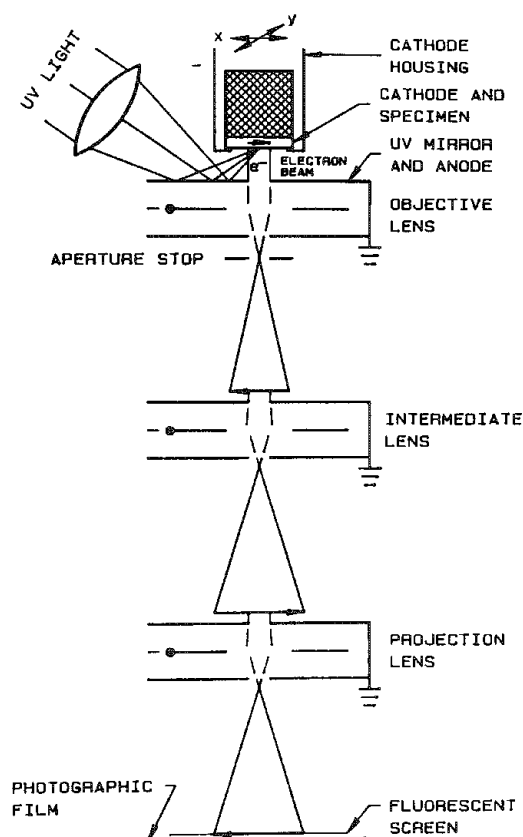 x y
UV LIGHT
CATHODE
HOUSING
CATHODE AND
SPECIMEN
e−
ELECTRON
BEAM
UV MIRROR
AND ANODE
OBJECTIVE
LENS
APERTURE STOP
INTERMEDIATE
LENS
PROJECTION
LENS
PHOTOGRAPHIC
FILM
FLUORESCENT
SCREEN